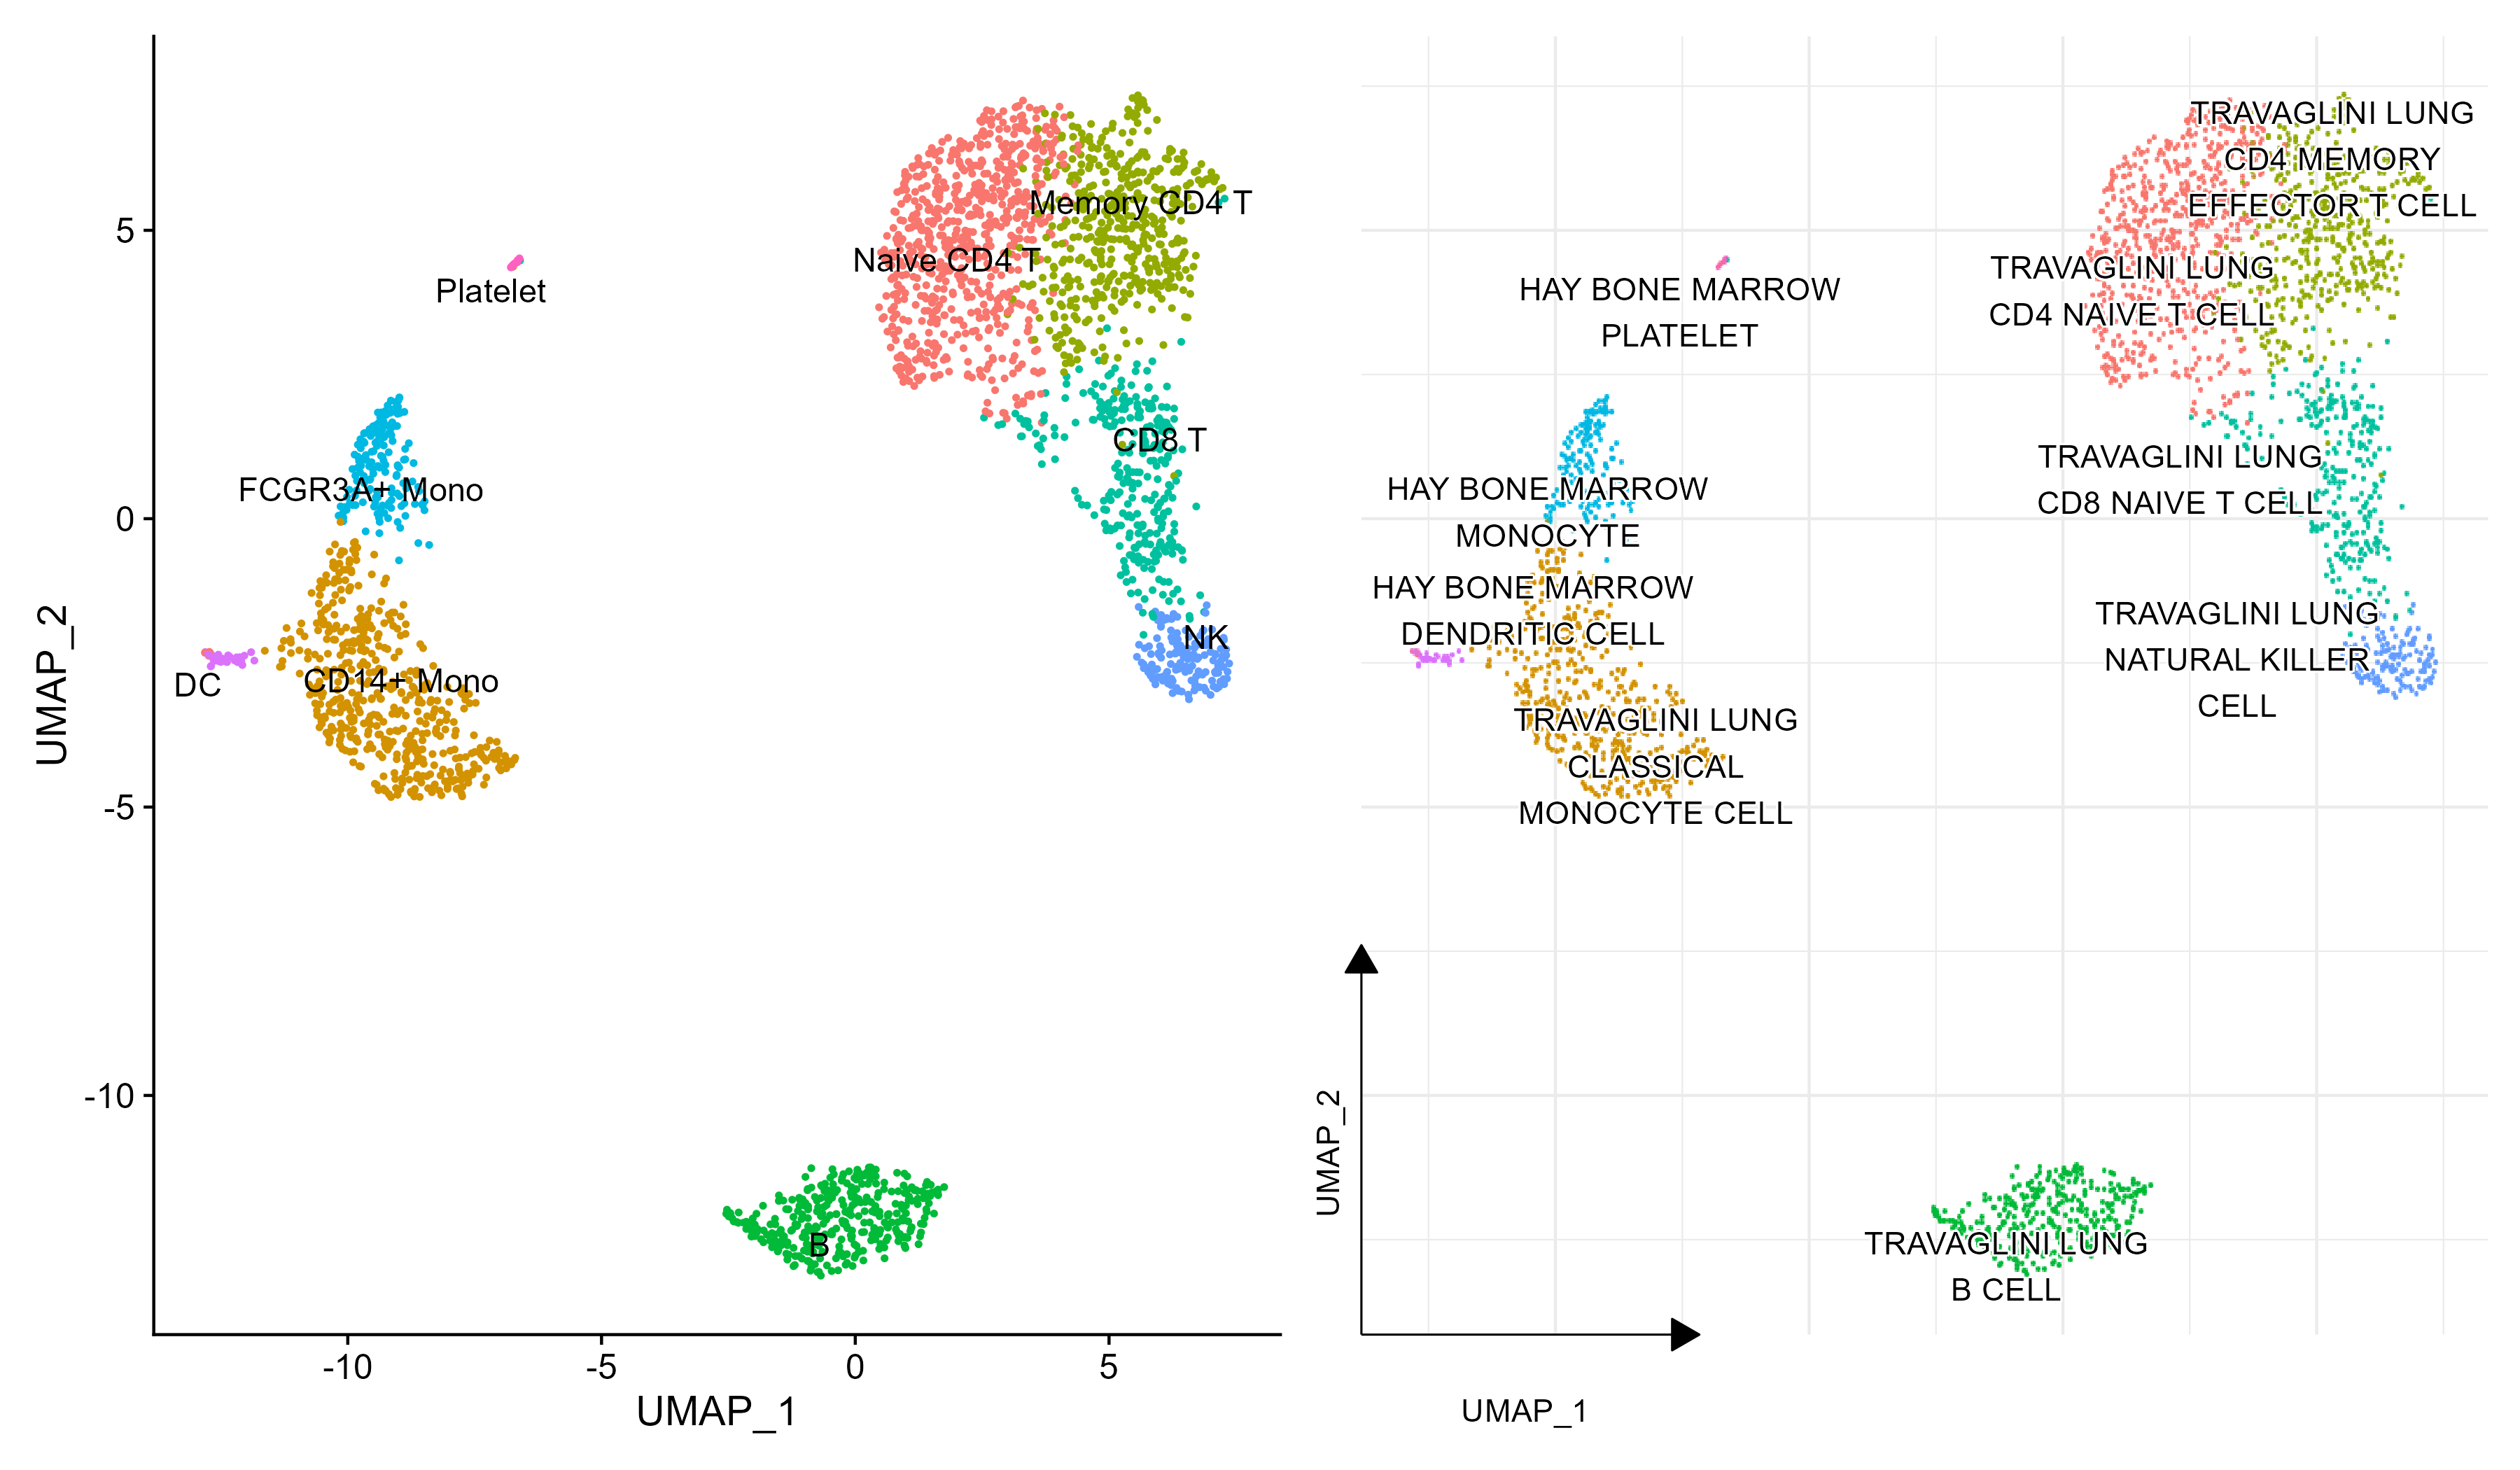 Memory CD4 T
Naive CD4 T
Platelet
CD8 T
FCGR3A+ Mono
NK
DC
CD14+ Mono
B
5
0
-5
-10
UMAP_2
-10
-5
0
5
UMAP_1
TRAVAGLINI LUNG
CD4 MEMORY
EFFECTOR T CELL
TRAVAGLINI LUNG
CD4 NAIVE T CELL
HAY BONE MARROW
PLATELET
TRAVAGLINI LUNG
CD8 NAIVE T CELL
HAY BONE MARROW
MONOCYTE
HAY BONE MARROW
DENDRITIC CELL
TRAVAGLINI LUNG
NATURAL KILLER
CELL
TRAVAGLINI LUNG
CLASSICAL
MONOCYTE CELL
TRAVAGLINI LUNG
B CELL
UMAP_2
UMAP_1